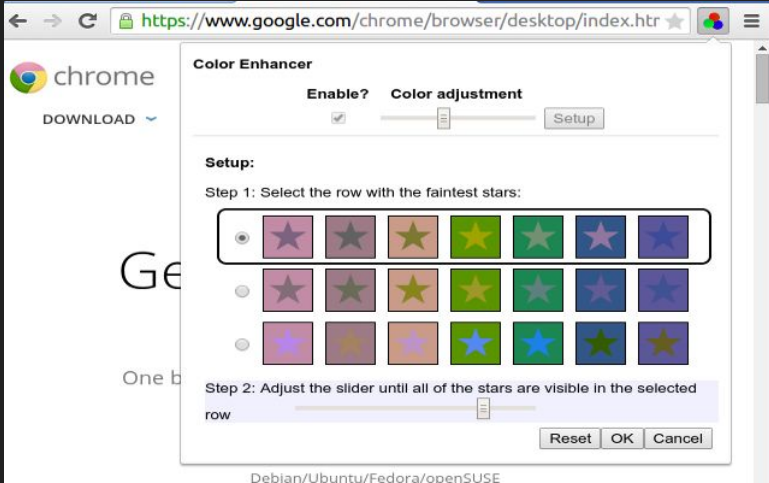 https://www.google.com/chrome/browser/desktop/index.htr
chrome
DOWNLOAD
Color Enhancer
Enable? Color adjustment
Setup
Setup:
Step 1: Select the row with the faintest stars:
Ge
One b
Step 2: Adjust the slider until all of the stars are visible in the selected
row
Reset OK Cancel
Debian/Ubuntu/Fedora/openSUSE